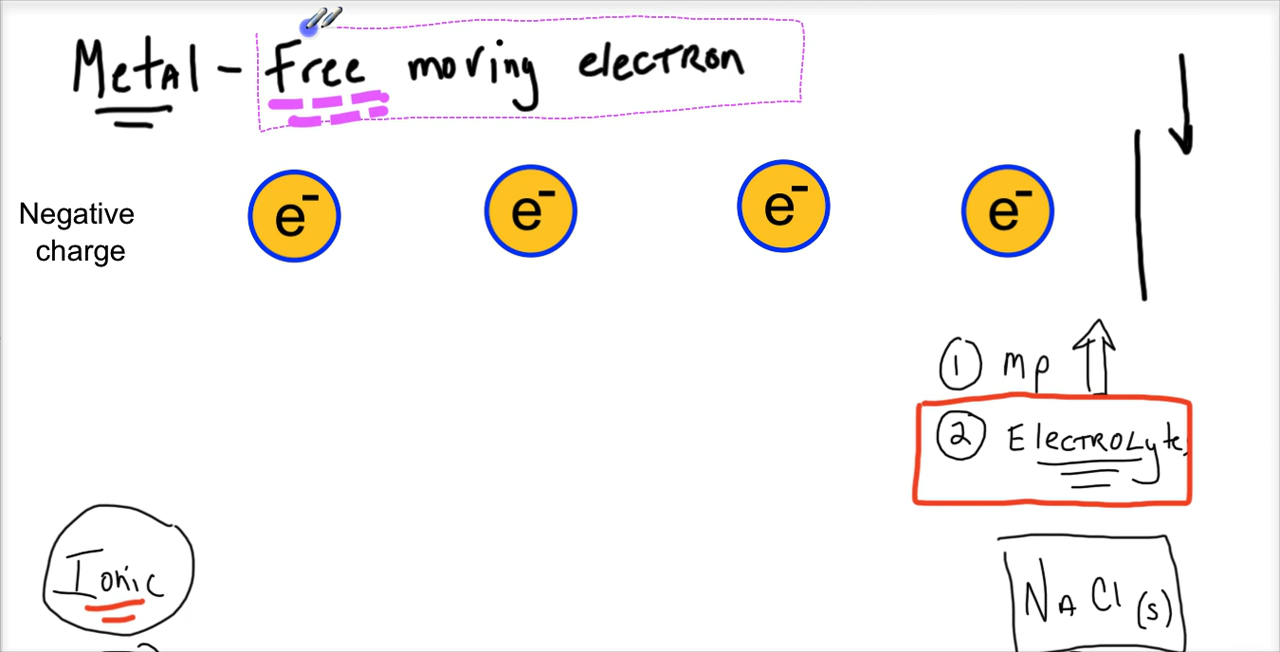 Metal - Free moving electron
Negative
charge
e⁻ e⁻ e⁻ e⁻
① mp
② Electrolyte
Ionic
NaCl (s)